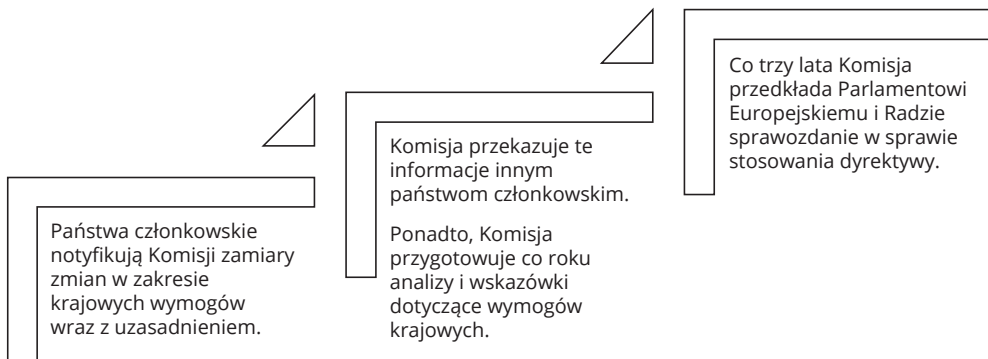 Państwa członkowskie
notyfikują Komisji zamiary
zmian w zakresie
krajowych wymogów
wraz z uzasadnieniem.
Komisja przekazuje te
informacje innym
państwom członkowskim.
Ponadto, Komisja
przygotowuje co roku
analizy i wskazówki
dotyczące wymogów
krajowych.
Co trzy lata Komisja
przedkłada Parlamentowi
Europejskiemu i Radzie
sprawozdanie w sprawie
stosowania dyrektywy.